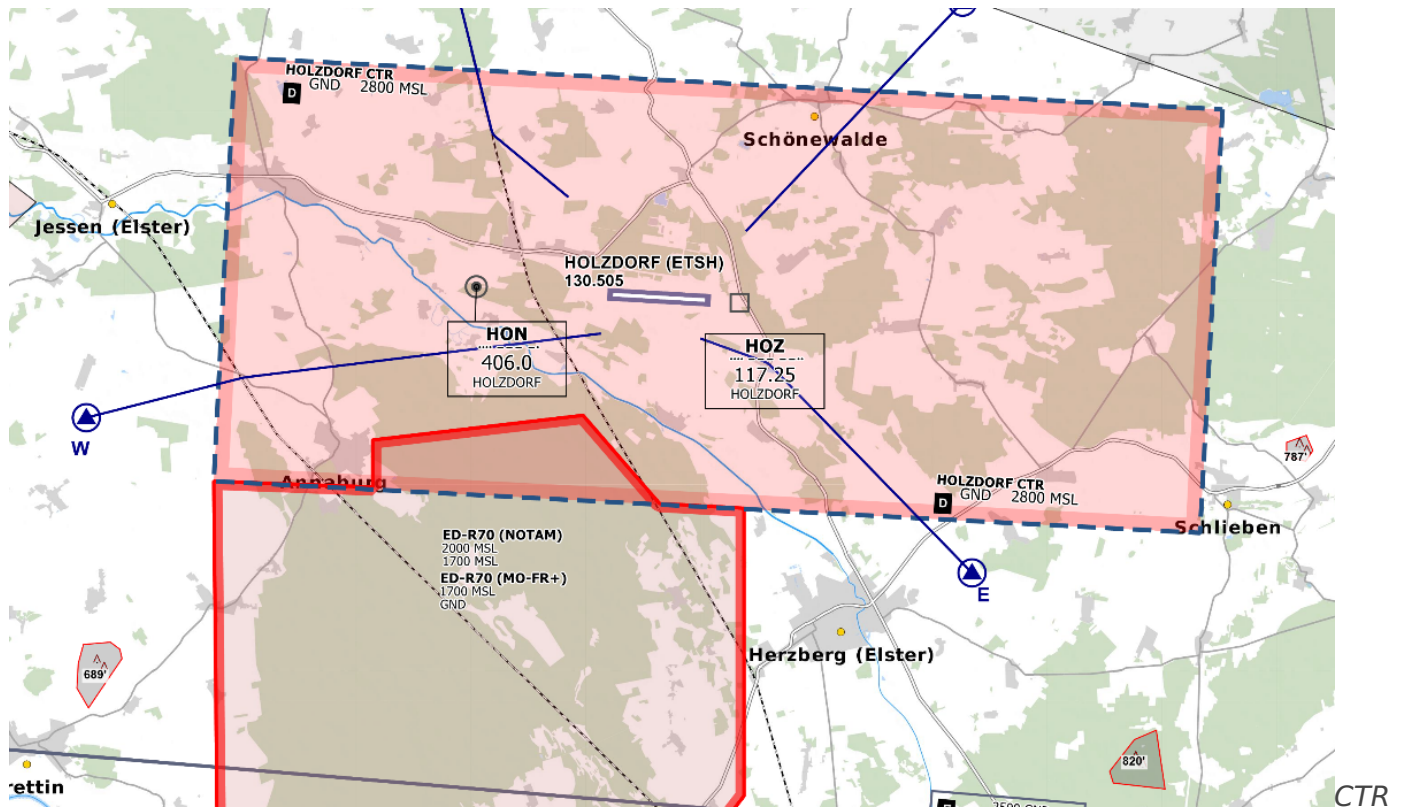 HOLZDORF CTR
D GND 2800 MSL
Schönewalde
Jessen (Elster)
HOLZDORF (ETSH)
130.505
HON
406.0
HOLZDORF
HOZ
117.25
HOLZDORF
W
787'
Annaburg
HOLZDORF CTR
D GND 2800 MSL
Schlieben
ED-R70 (NOTAM)
2000 MSL
1700 MSL
ED-R70 (MO-FR+)
1700 MSL
GND
E
Herzberg (Elster)
689'
820'
rettin
CTR